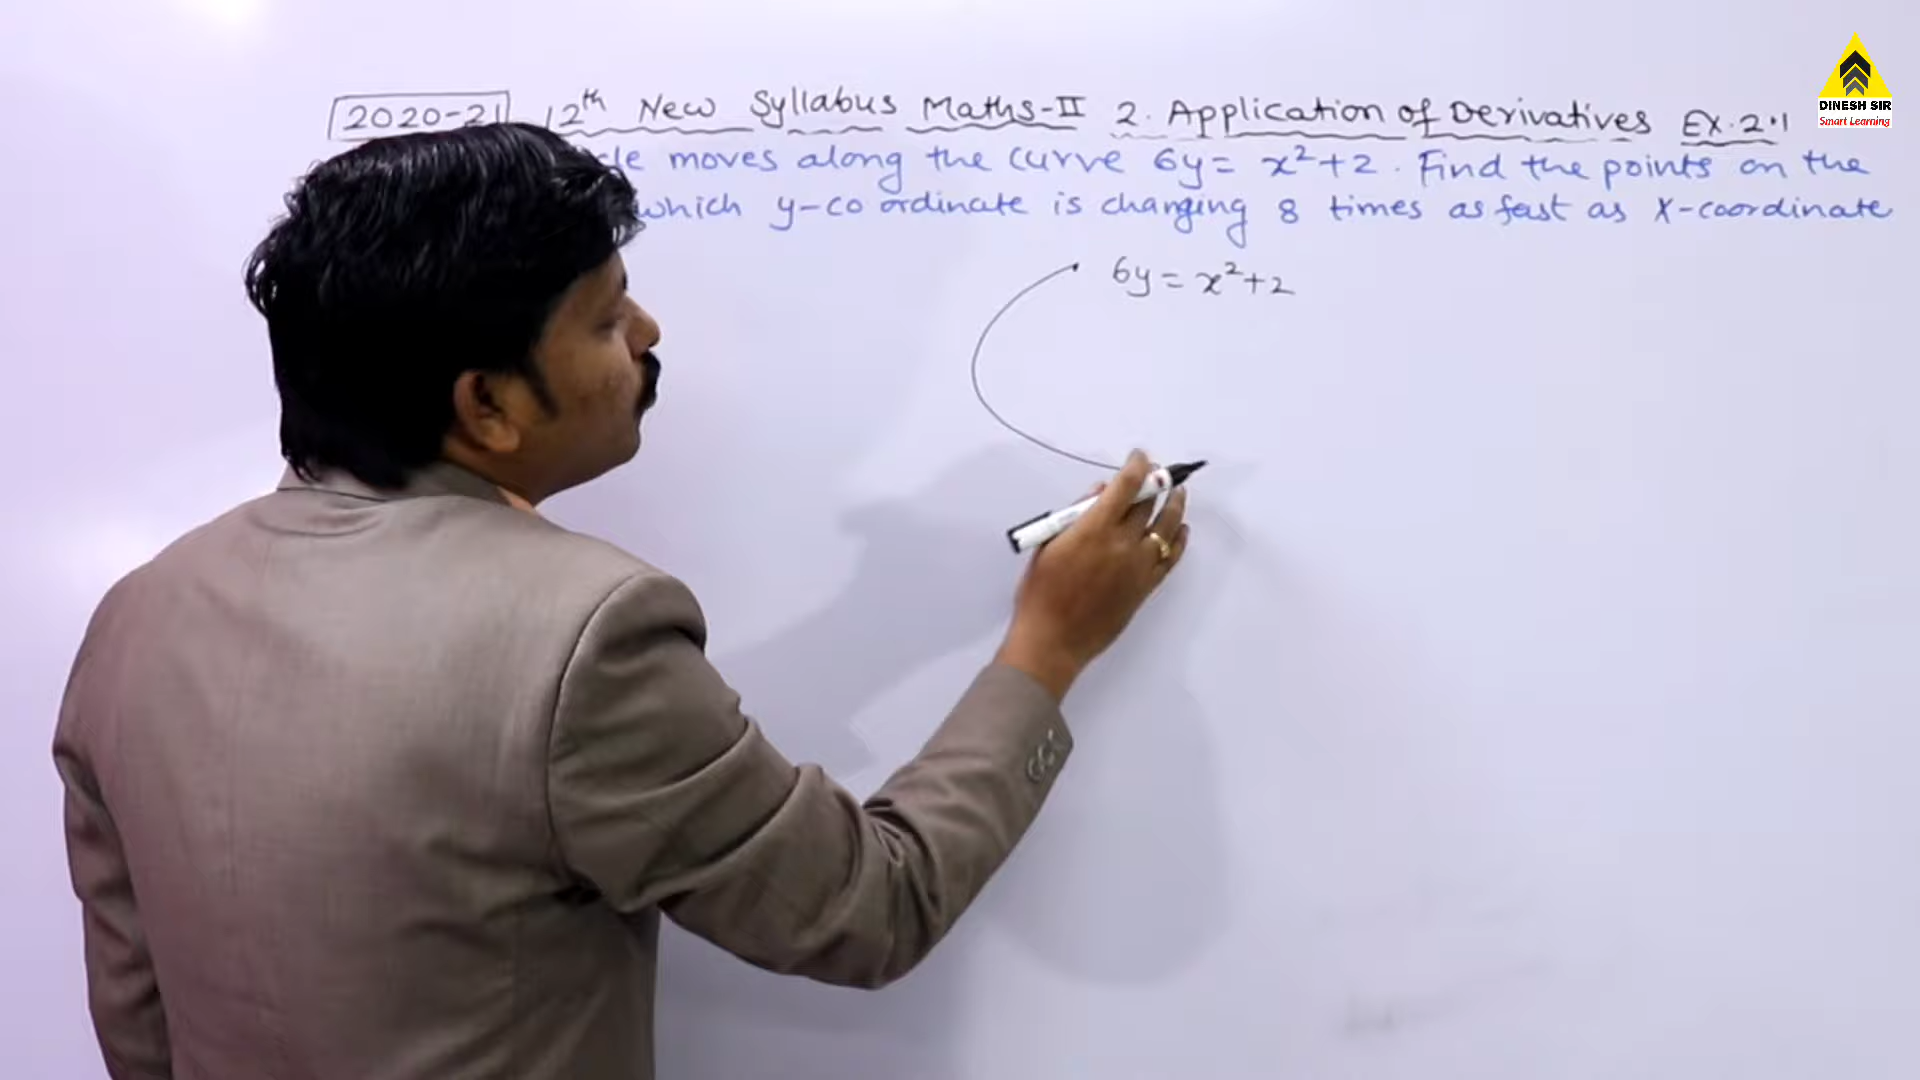 2020-21 12th New Syllabus Maths-II 2. Application of Derivatives Ex.2.1
moves along the curve 6y = x²+2. Find the points on the
which y-co ordinate is changing 8 times as fast as X-coordinate
6y = x²+2
DINESH SIR
Smart Learning